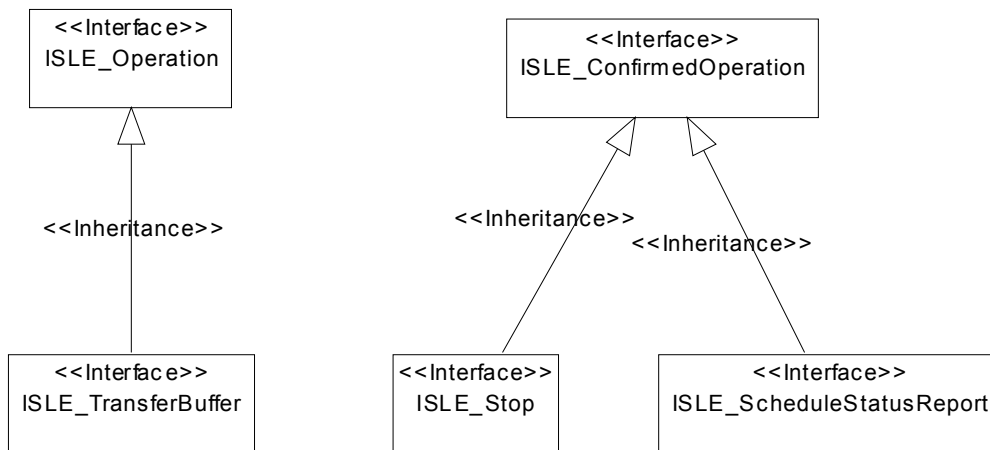 <<Interface>>
ISLE_Operation
<<Interface>>
ISLE_ConfirmedOperation
<<Inheritance>>
<<Inheritance>>
<<Inheritance>>
<<Interface>>
ISLE_TransferBuffer
<<Interface>>
ISLE_Stop
<<Interface>>
ISLE_ScheduleStatusReport